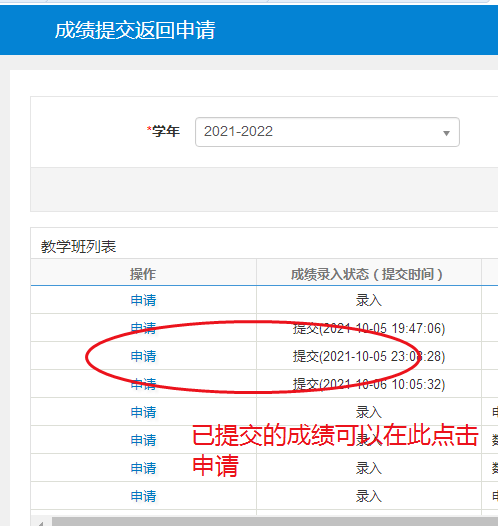 成绩提交返回申请
*学年 2021-2022
教学班列表
操作 成绩录入状态（提交时间）
申请 录入
申请 提交(2021-10-05 19:47:06)
申请 提交(2021-10-05 23:08:28)
申请 提交(2021-10-06 10:05:32)
申请 录入
申请 录入
申请 录入
申请 录入
已提交的成绩可以在此点击
申请